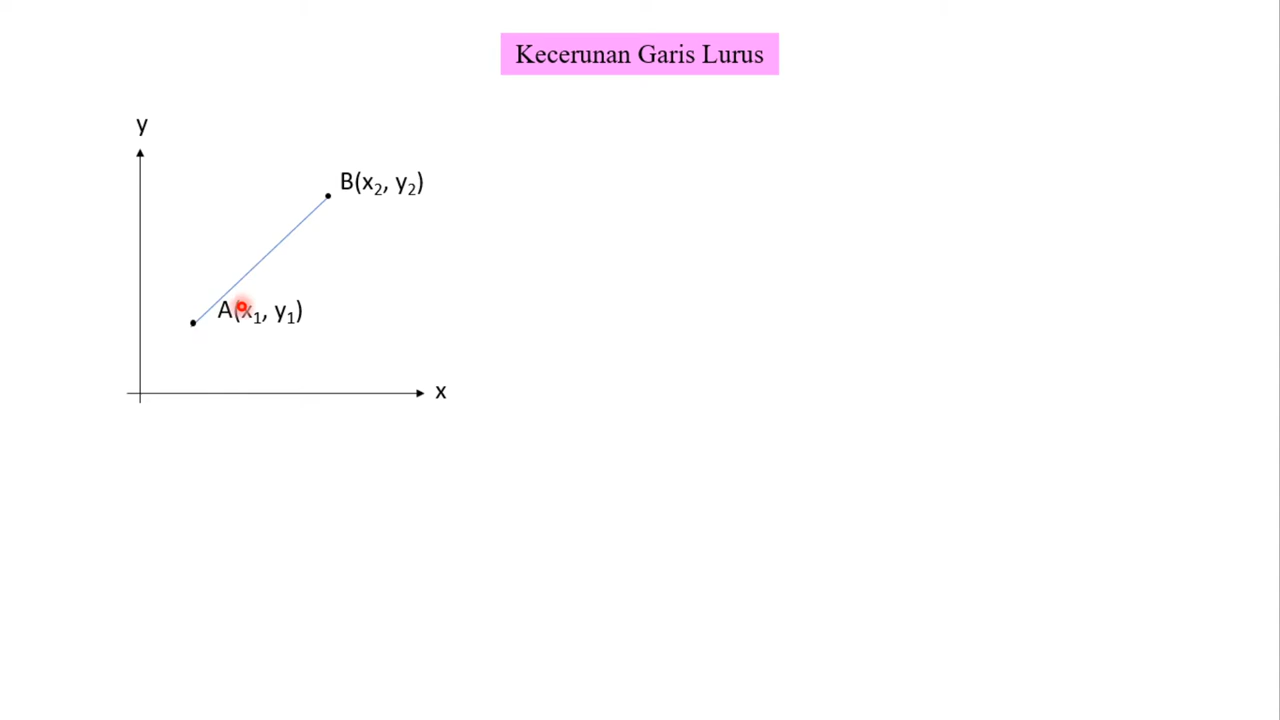 Kecerunan Garis Lurus
y
B(x₂, y₂)
A(x₁, y₁)
x